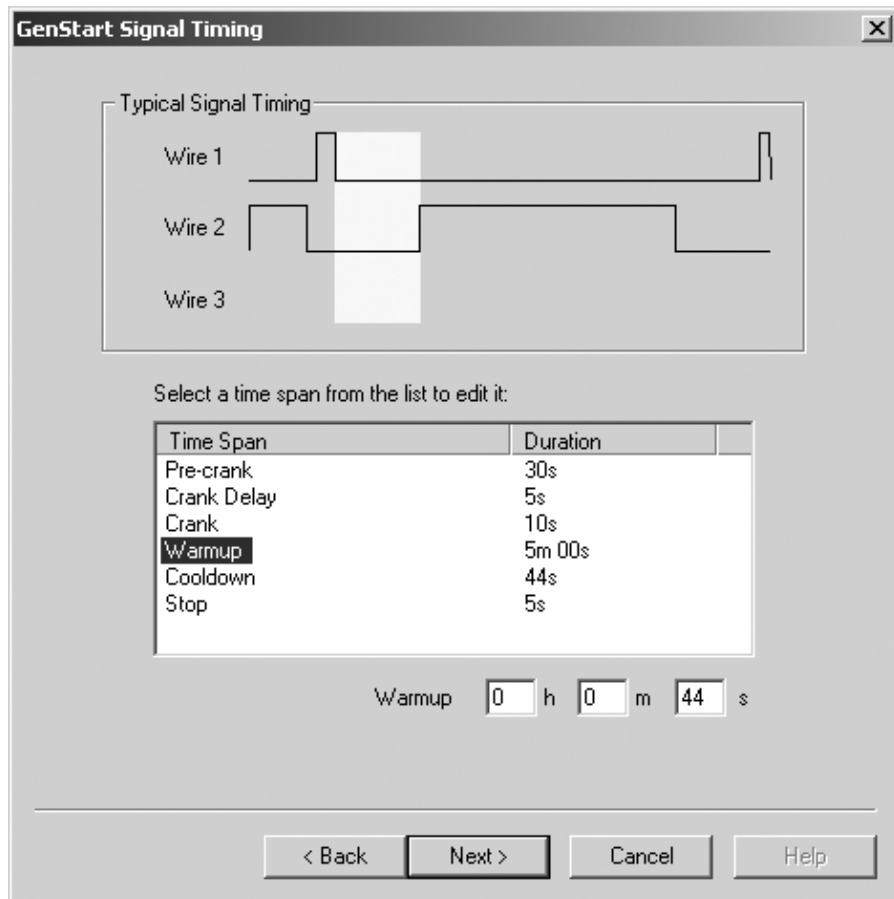 GenStart Signal Timing
Typical Signal Timing
Wire 1
Wire 2
Wire 3
Select a time span from the list to edit it:
Time Span Duration
Pre-crank 30s
Crank Delay 5s
Crank 10s
Warmup 5m 00s
Cooldown 44s
Stop 5s
Warmup 0 h 0 m 44 s
< Back Next > Cancel Help